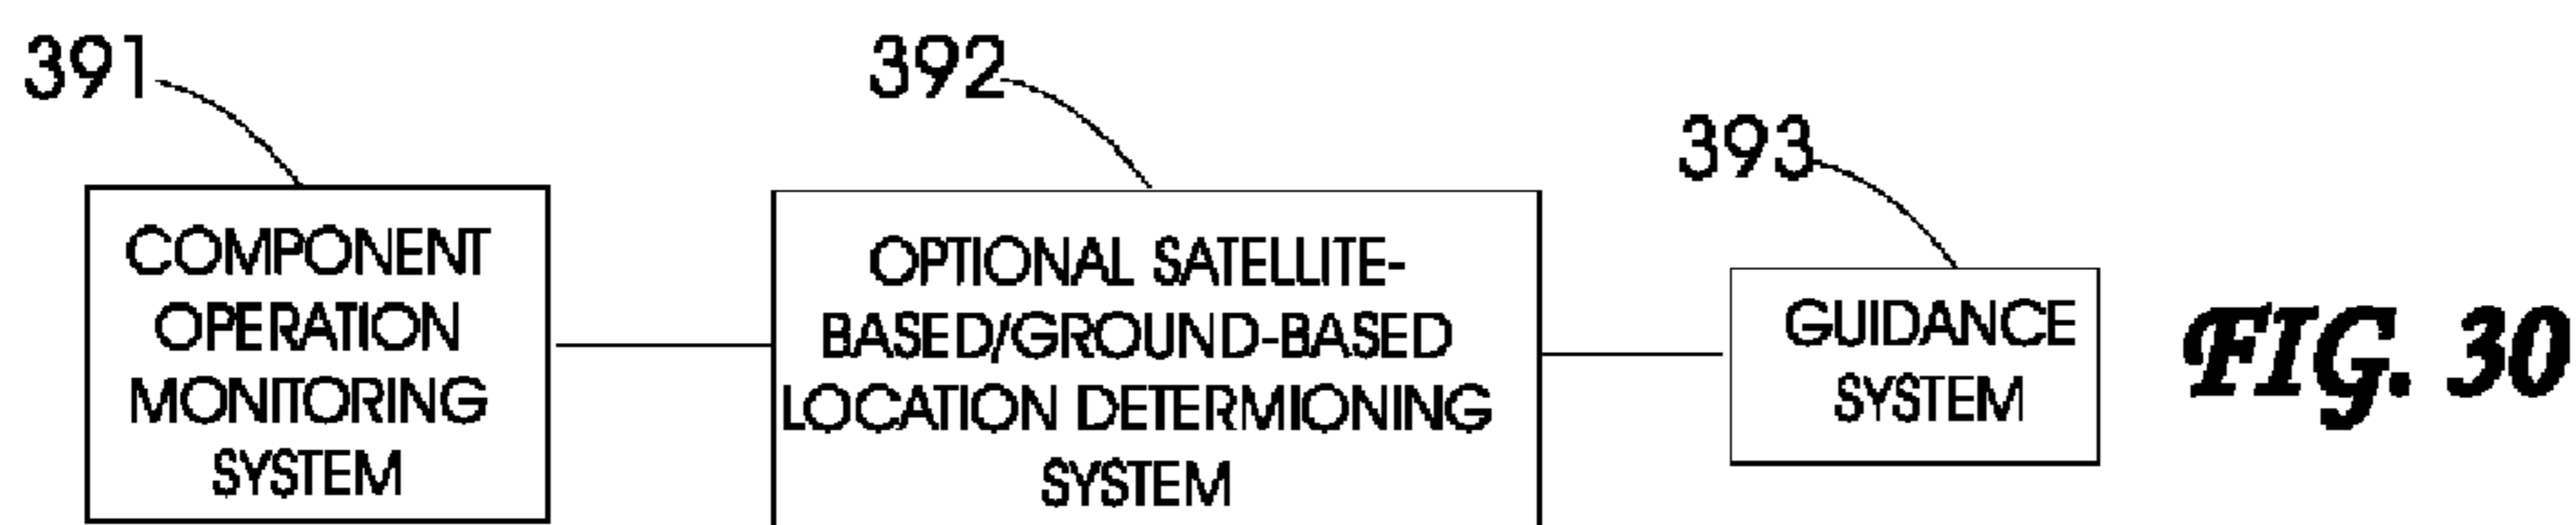 391
392
393
COMPONENT
OPERATION
MONITORING
SYSTEM
OPTIONAL SATELLITE-
BASED/GROUND-BASED
LOCATION DETERMIONING
SYSTEM
GUIDANCE
SYSTEM
FIG. 30